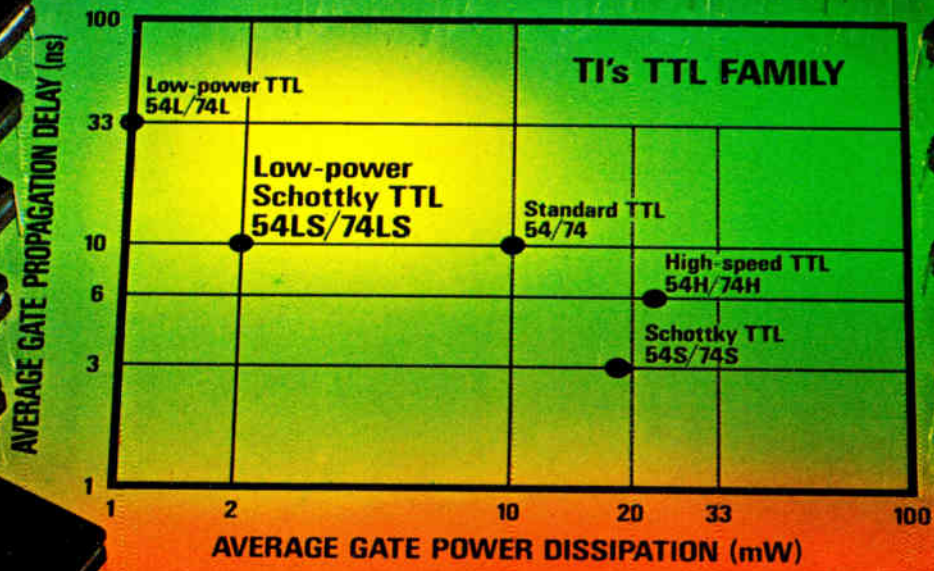 100
TI's TTL FAMILY
Low-power TTL
54L/74L
33
Low-power
Schottky TTL
54LS/74LS
Standard TTL
54/74
10
High-speed TTL
54H/74H
6
Schottky TTL
54S/74S
3
1
1 2 10 20 33 100
AVERAGE GATE POWER DISSIPATION (mW)
AVERAGE GATE PROPAGATION DELAY (ns)